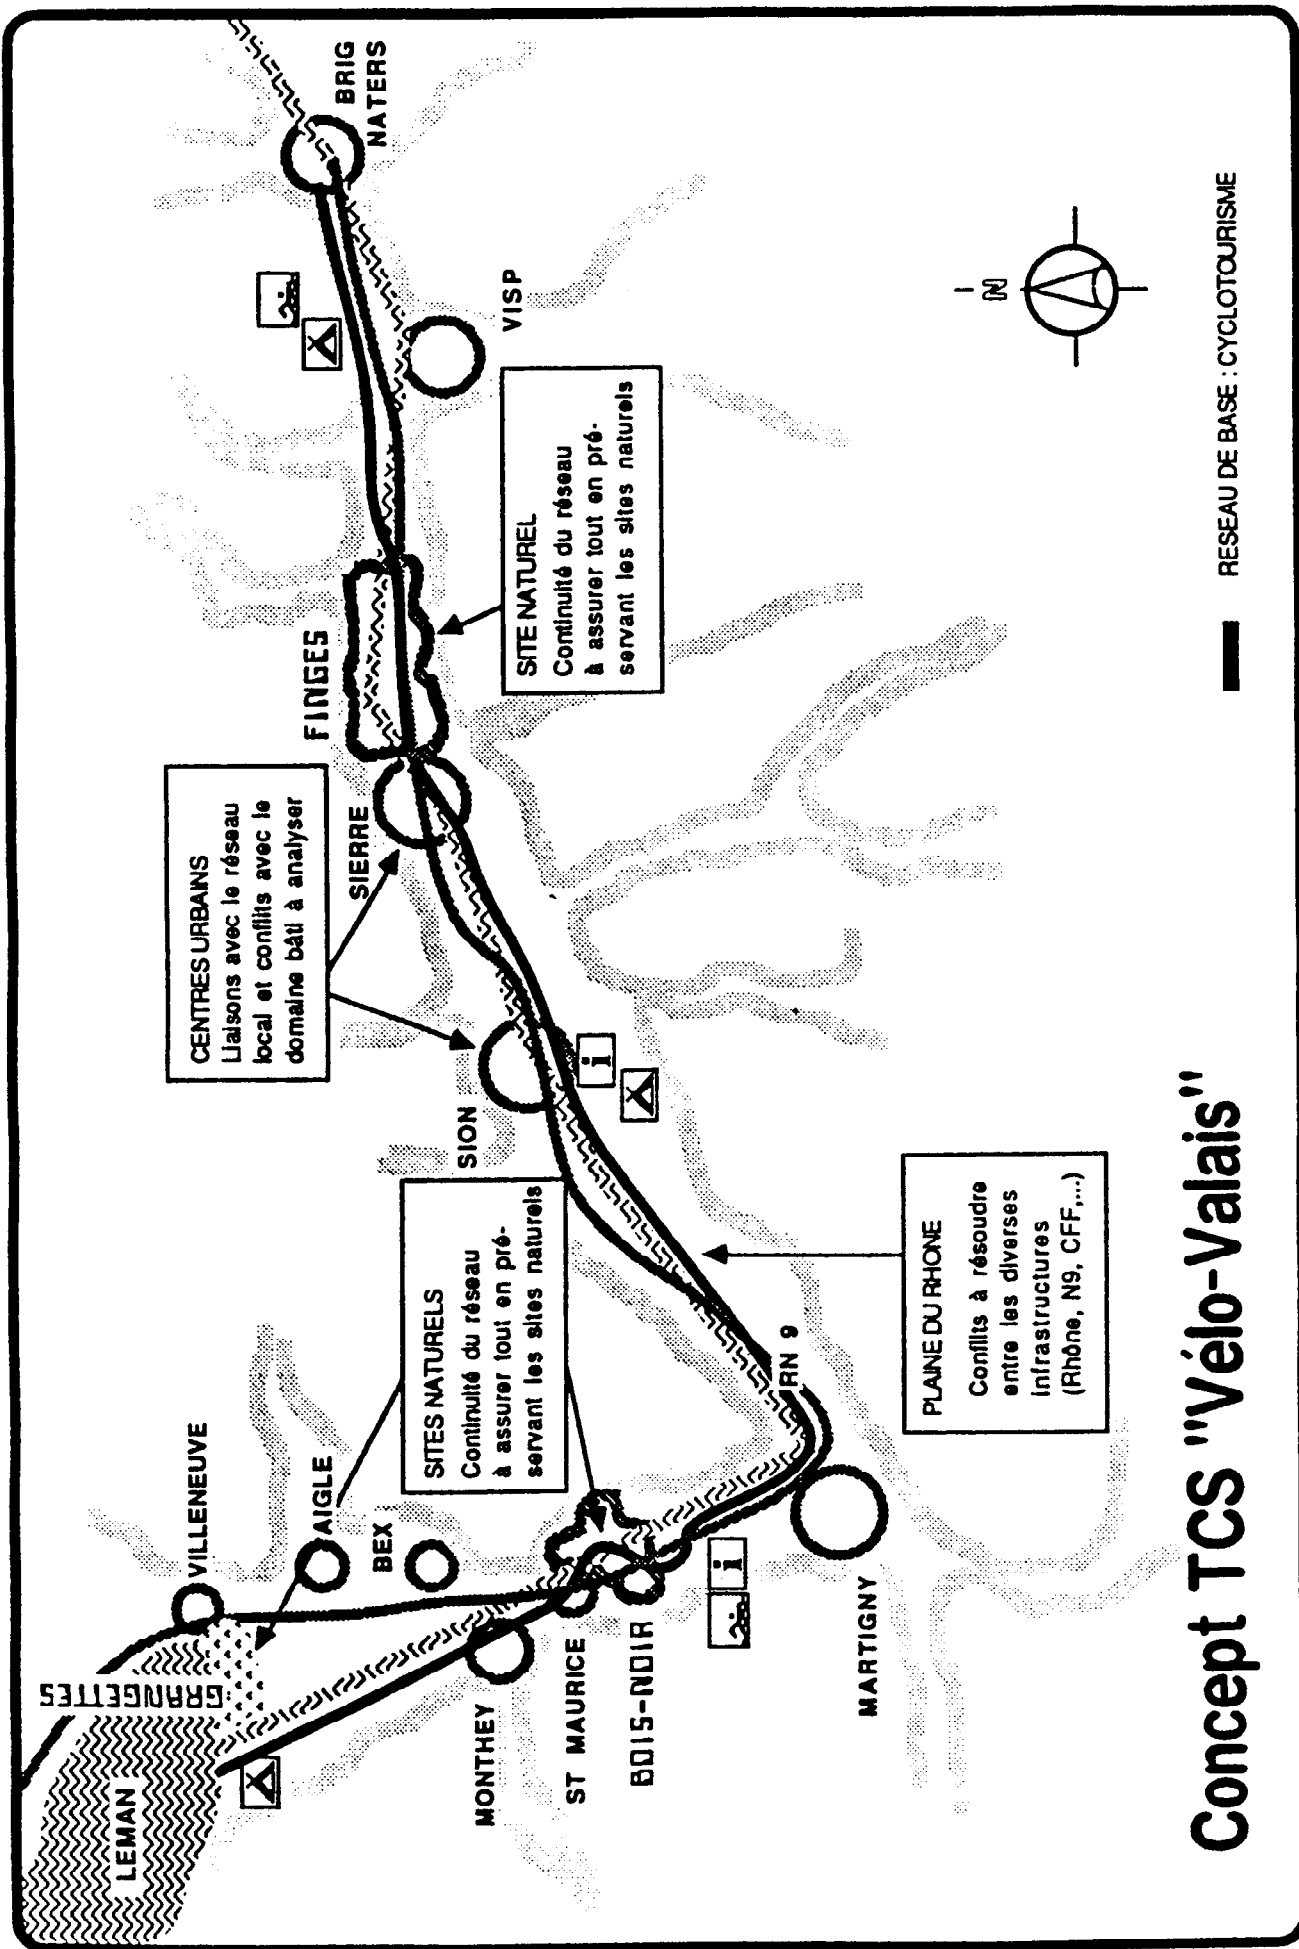 LEMAN
GRANGETTES
VILLENEUVE
AIGLE
BEX
MONTHEY
ST MAURICE
BOIS-NOIR
MARTIGNY
RN 9
SITES NATURELS
Continuité du réseau
à assurer tout en pré-
servant les sites naturels
SION
CENTRES URBAINS
Liaisons avec le réseau
local et conflits avec le
domaine bâti à analyser
SIERRE
FINGES
SITE NATUREL
Continuité du réseau
à assurer tout en pré-
servant les sites naturels
VISP
BRIG
NATERS
PLAINE DU RHONE
Conflits à résoudre
entre les diverses
Infrastructures
(Rhône, N9, CFF,...)
i
i
N
Concept TCS "Vélo-Valais"
RESEAU DE BASE : CYCLOTOURISME